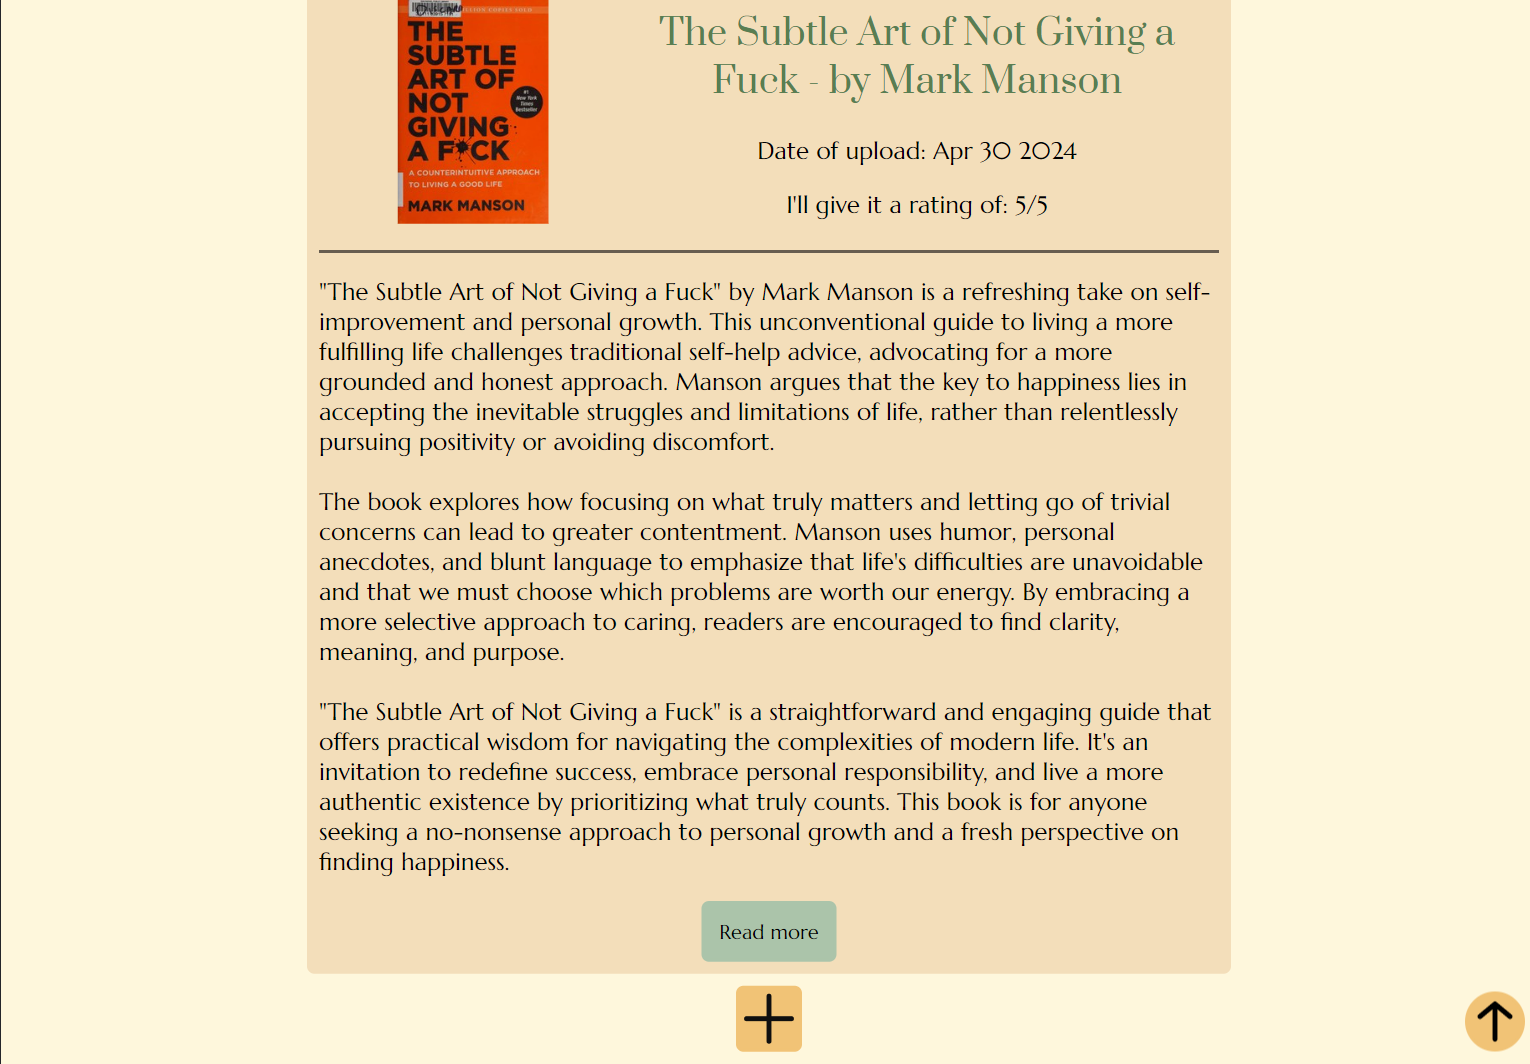 MILLION COPIES SOLD
THE
SUBTLE
ART OF
NOT
GIVING
A F CK
#1
New York
Times
Bestseller
A COUNTERINTUITIVE APPROACH
TO LIVING A GOOD LIFE
MARK MANSON
The Subtle Art of Not Giving a
Fuck - by Mark Manson
Date of upload: Apr 30 2024
I'll give it a rating of: 5/5
"The Subtle Art of Not Giving a Fuck" by Mark Manson is a refreshing take on self-
improvement and personal growth. This unconventional guide to living a more
fulfilling life challenges traditional self-help advice, advocating for a more
grounded and honest approach. Manson argues that the key to happiness lies in
accepting the inevitable struggles and limitations of life, rather than relentlessly
pursuing positivity or avoiding discomfort.
The book explores how focusing on what truly matters and letting go of trivial
concerns can lead to greater contentment. Manson uses humor, personal
anecdotes, and blunt language to emphasize that life's difficulties are unavoidable
and that we must choose which problems are worth our energy. By embracing a
more selective approach to caring, readers are encouraged to find clarity,
meaning, and purpose.
"The Subtle Art of Not Giving a Fuck" is a straightforward and engaging guide that
offers practical wisdom for navigating the complexities of modern life. It's an
invitation to redefine success, embrace personal responsibility, and live a more
authentic existence by prioritizing what truly counts. This book is for anyone
seeking a no-nonsense approach to personal growth and a fresh perspective on
finding happiness.
Read more